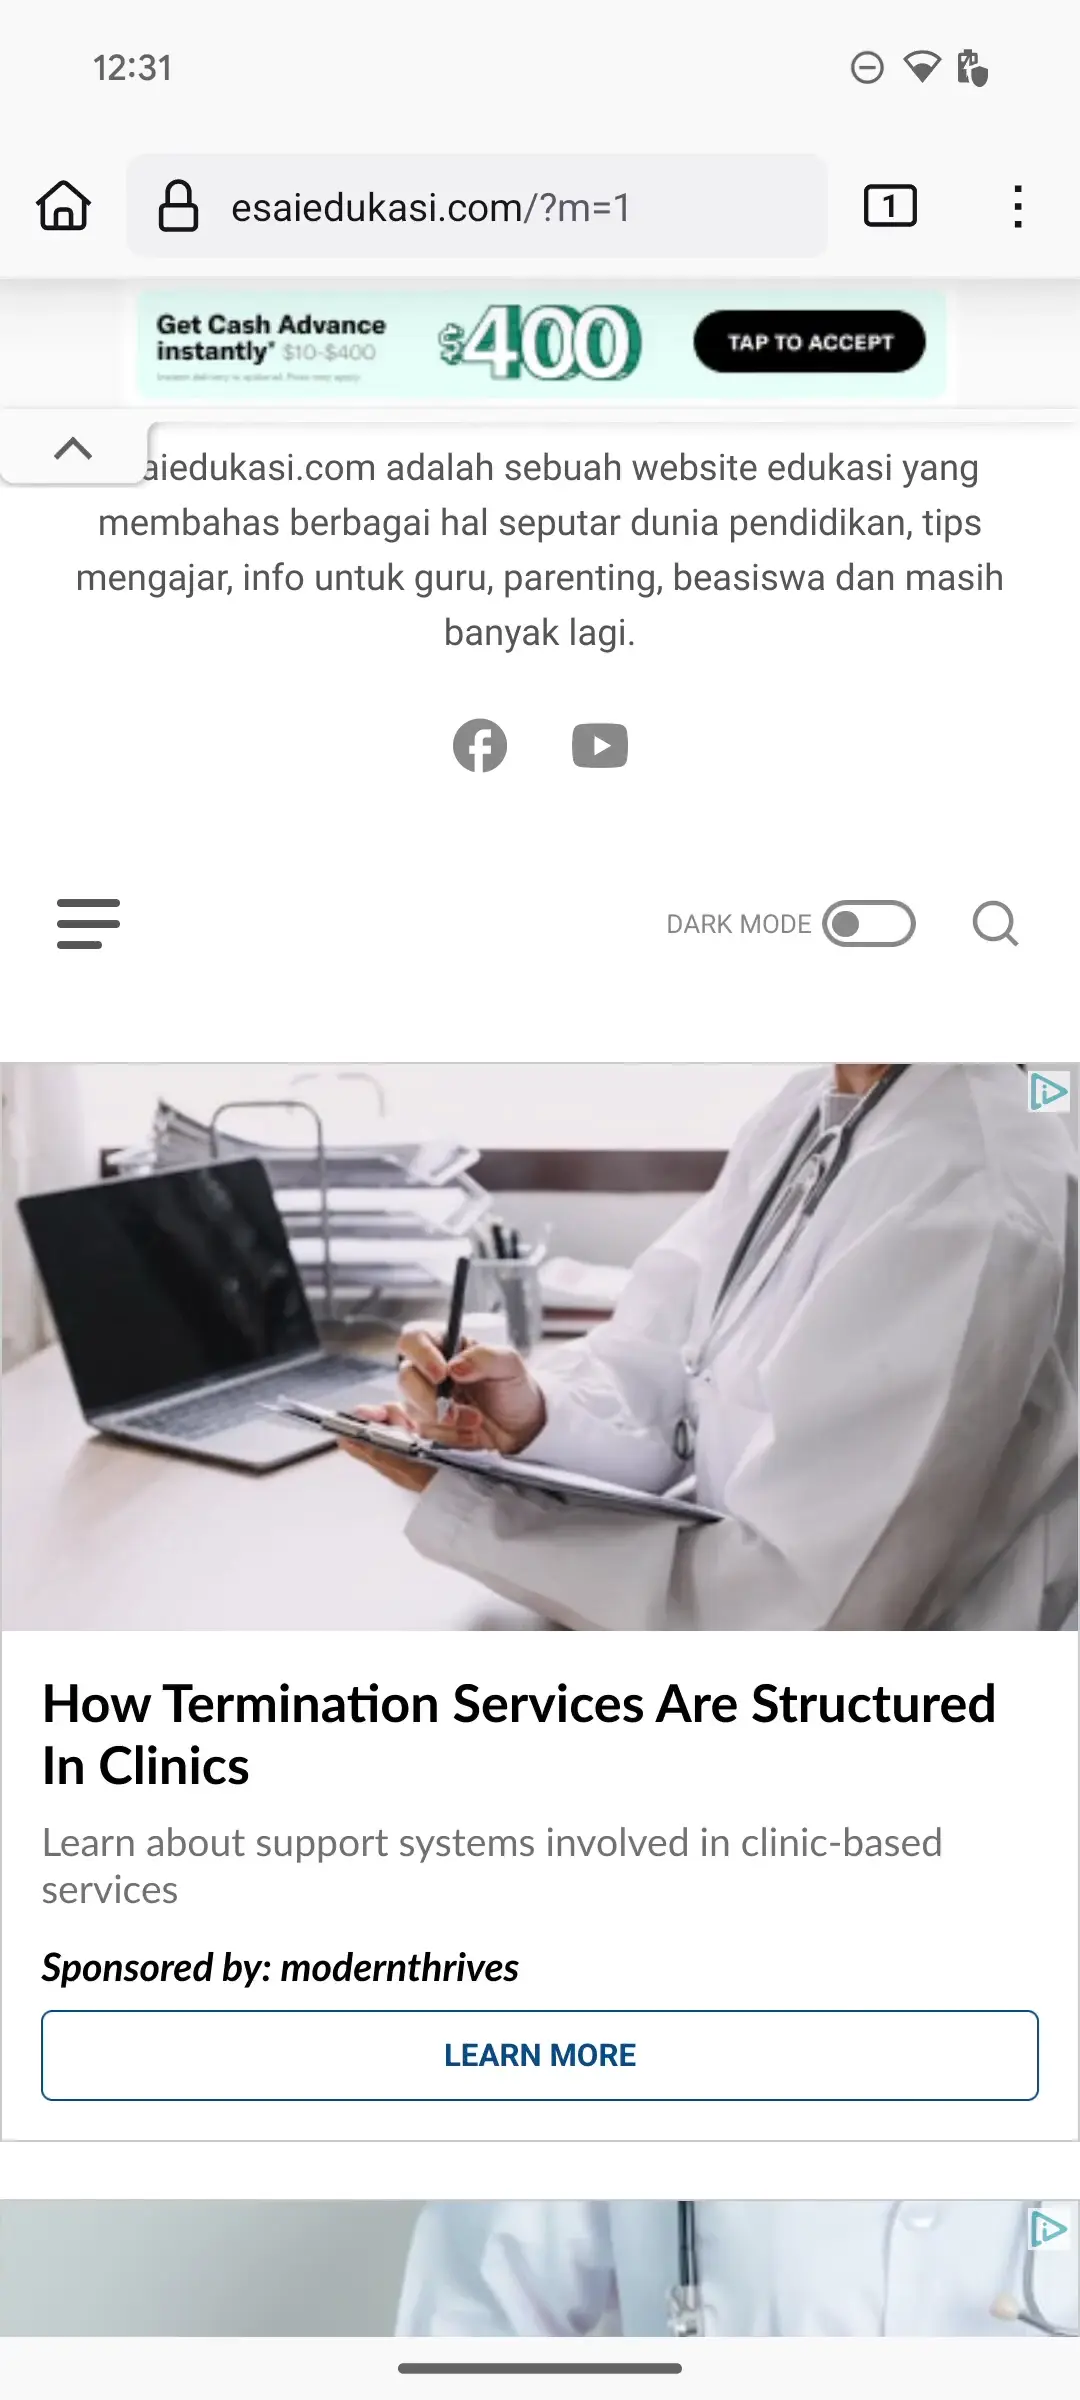 12:31
esaiedukasi.com/?m=1
1
Get Cash Advance
instantly* $10-$400
$400
TAP TO ACCEPT
aiedukasi.com adalah sebuah website edukasi yang
membahas berbagai hal seputar dunia pendidikan, tips
mengajar, info untuk guru, parenting, beasiswa dan masih
banyak lagi.
DARK MODE
How Termination Services Are Structured
In Clinics
Learn about support systems involved in clinic-based
services
Sponsored by: modernthrives
LEARN MORE